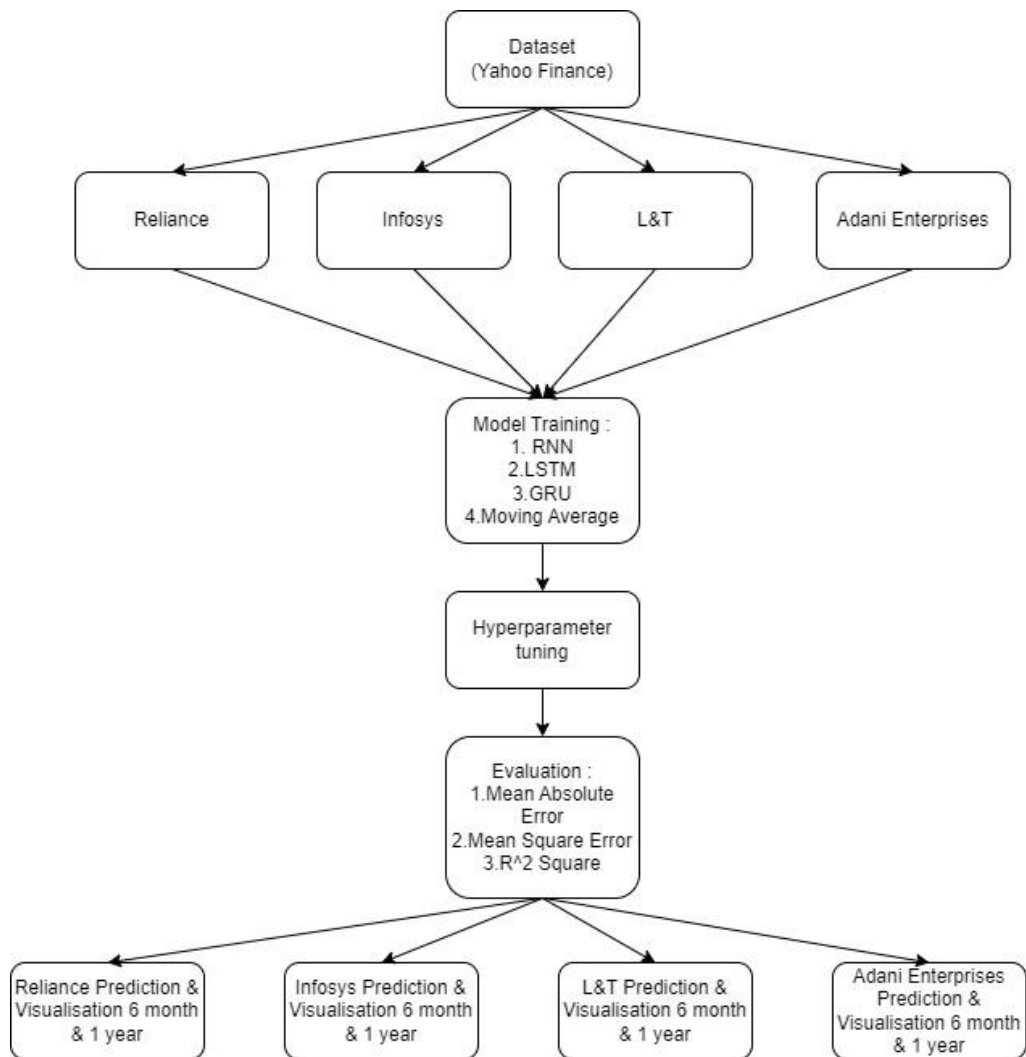 Dataset
(Yahoo Finance)
Reliance
Infosys
L&T
Adani Enterprises
Model Training :
1. RNN
2.LSTM
3.GRU
4.Moving Average
Hyperparameter
tuning
Evaluation :
1.Mean Absolute
Error
2.Mean Square Error
3.R^2 Square
Reliance Prediction &
Visualisation 6 month
& 1 year
Infosys Prediction &
Visualisation 6 month
& 1 year
L&T Prediction &
Visualisation 6 month
& 1 year
Adani Enterprises
Prediction &
Visualisation 6 month
& 1 year